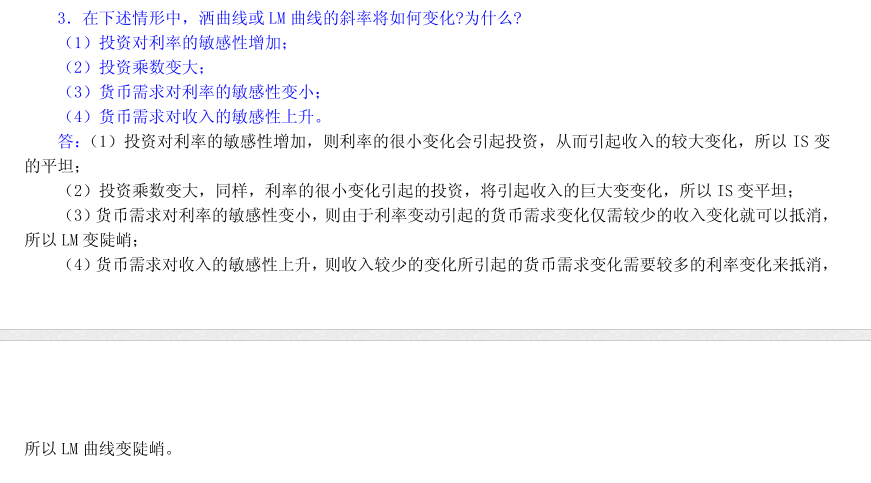 3．在下述情形中，洒曲线或 LM 曲线的斜率将如何变化?为什么?
（1）投资对利率的敏感性增加；
（2）投资乘数变大；
（3）货币需求对利率的敏感性变小；
（4）货币需求对收入的敏感性上升。
答：（1）投资对利率的敏感性增加，则利率的很小变化会引起投资，从而引起收入的较大变化，所以 IS 变
的平坦；
（2）投资乘数变大，同样，利率的很小变化引起的投资，将引起收入的巨大变变化，所以 IS 变平坦；
（3）货币需求对利率的敏感性变小，则由于利率变动引起的货币需求变化仅需较少的收入变化就可以抵消，
所以 LM 变陡峭；
（4）货币需求对收入的敏感性上升，则收入较少的变化所引起的货币需求变化需要较多的利率变化来抵消，
所以 LM 曲线变陡峭。